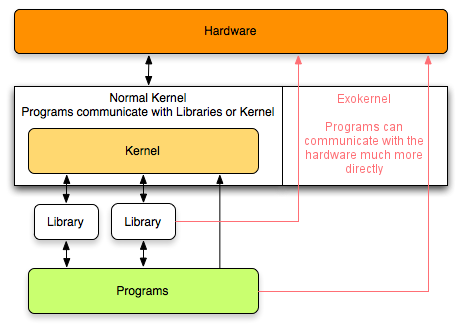 Hardware
Normal Kernel
Programs communicate with Libraries or Kernel
Kernel
Exokernel
Programs can
communicate with the
hardware much more
directly
Library
Library
Programs